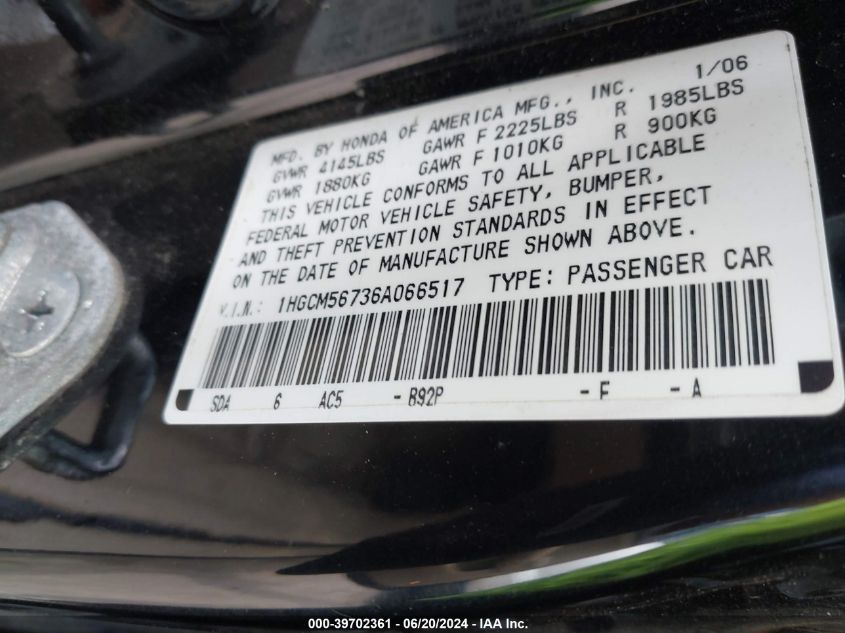 MFD. BY HONDA OF AMERICA MFG., INC. 1/06
GVWR 4145LBS GAWR F 2225LBS R 1985LBS
GVWR 1880KG GAWR F 1010KG R 900KG
THIS VEHICLE CONFORMS TO ALL APPLICABLE
FEDERAL MOTOR VEHICLE SAFETY, BUMPER,
AND THEFT PREVENTION STANDARDS IN EFFECT
ON THE DATE OF MANUFACTURE SHOWN ABOVE.
V.I.N.: 1HGCM56736A066517 TYPE: PASSENGER CAR
SDA 6 AC5 -B92P -F -A
000-39702361 / 06/20/2024 - IAA Inc.